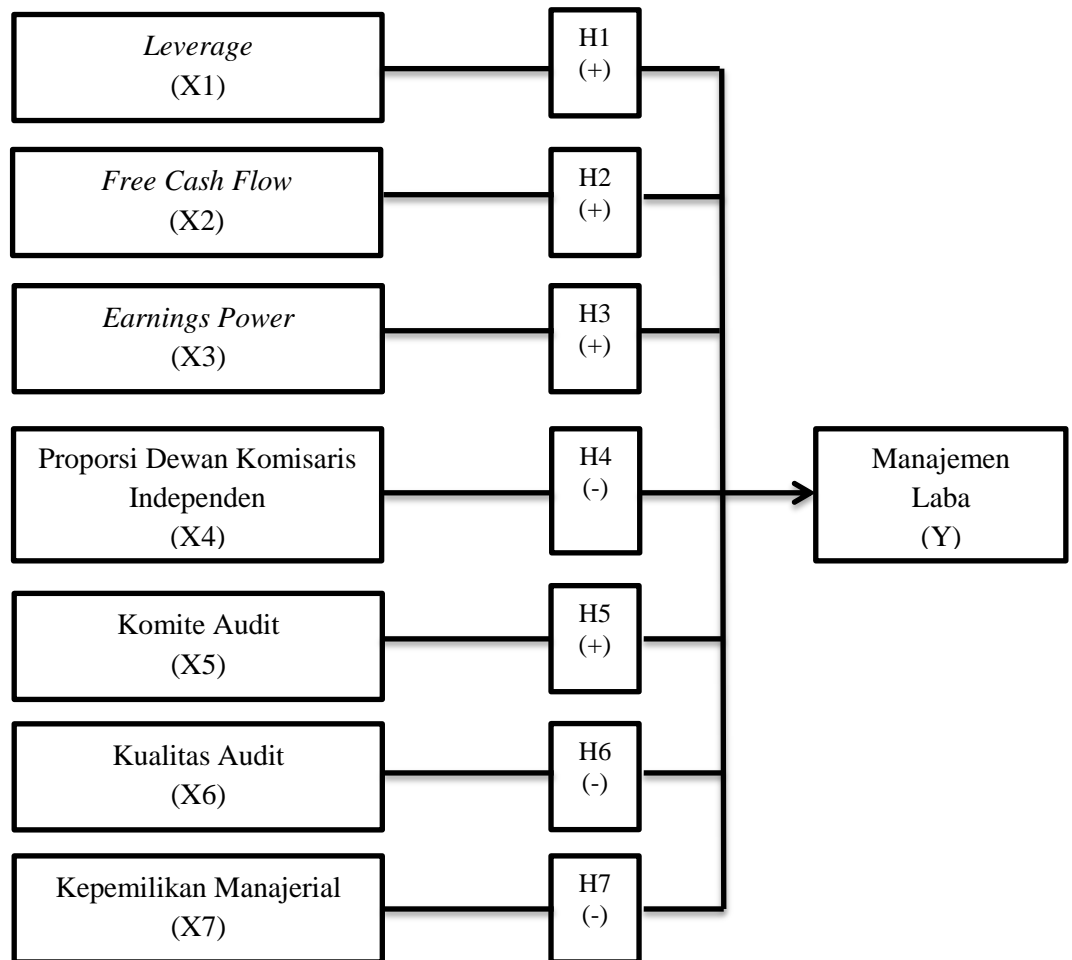 Leverage
(X1)
H1
(+)
Free Cash Flow
(X2)
H2
(+)
Earnings Power
(X3)
H3
(+)
Proporsi Dewan Komisaris
Independen
(X4)
H4
(-)
Manajemen
Laba
(Y)
Komite Audit
(X5)
H5
(+)
Kualitas Audit
(X6)
H6
(-)
Kepemilikan Manajerial
(X7)
H7
(-)